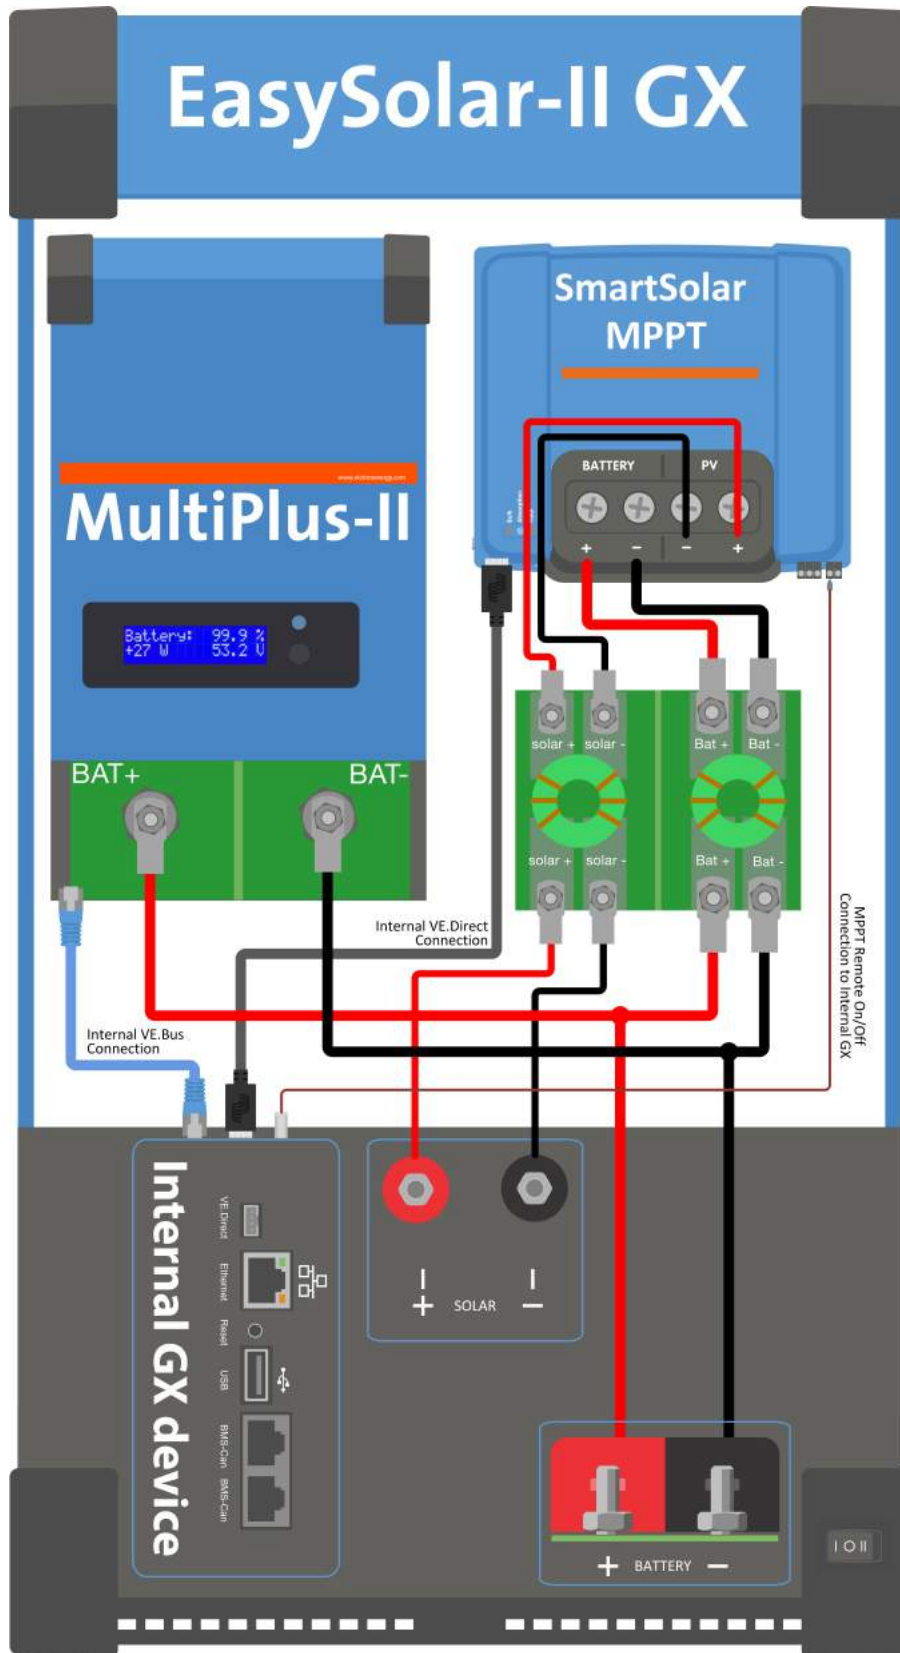 EasySolar-II GX
SmartSolar
MPPT
BATTERY
PV
+ − − +
MultiPlus-II
Battery: 99.9 %
+27 W 53.2 V
BAT+
BAT-
solar + solar -
Bat + Bat -
solar + solar -
Bat + Bat -
Internal VE.Direct
Connection
MPPT Remote On/Off
Connection to Internal GX
Internal VE.Bus
Connection
Internal GX device
VE.Direct
Ethernet
Reset
USB
BMS-Can
BMS-Can
+ SOLAR −
+ BATTERY −
I O II